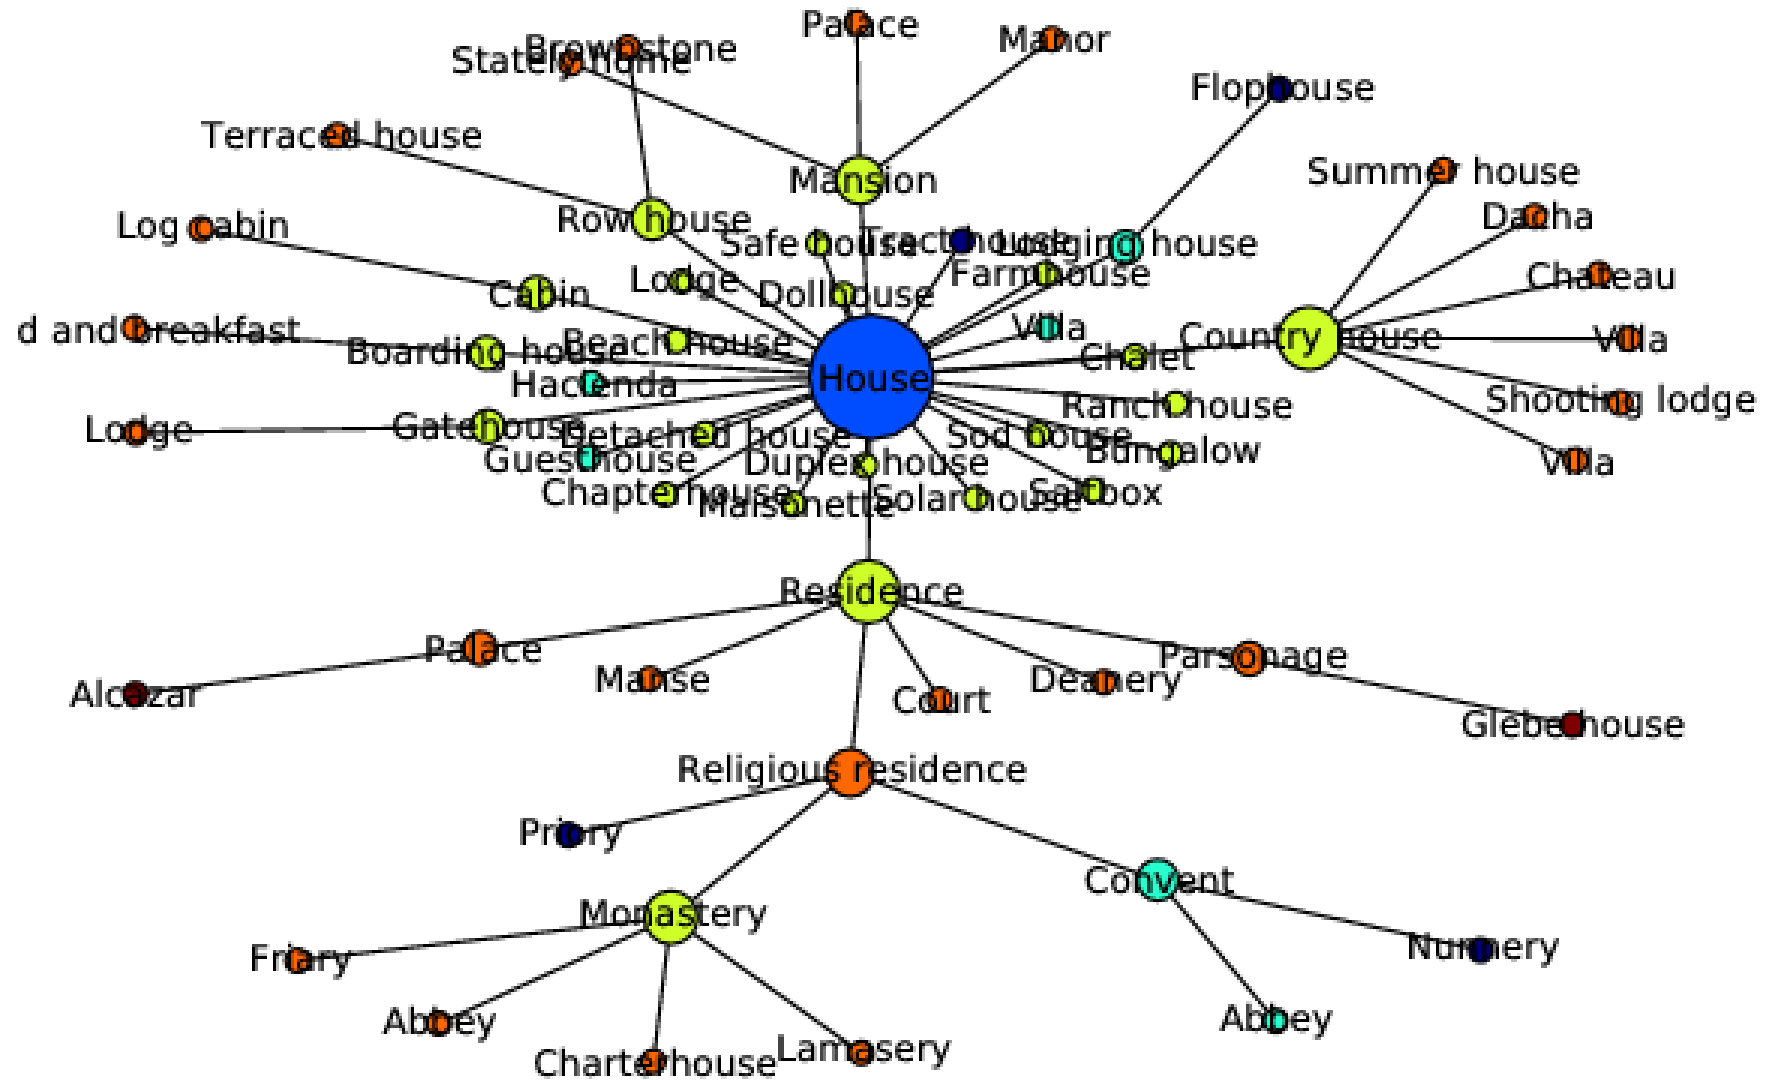 Palace
Manor
Brownstone
Stately home
Flophouse
Terraced house
Summer house
Mansion
Dacha
Row house
Log cabin
Safe house
Tract house
Lodging house
Farmhouse
Chateau
Lodge
Cabin
Dollhouse
d and breakfast
Villa
Country house
Villa
Beach house
Boarding house
Chalet
House
Hacienda
Ranch house
Shooting lodge
Lodge
Gatehouse
Detached house
Sod house
Bungalow
Guesthouse
Duplex house
Villa
Chapterhouse
Maisonette
Solar house
Saltbox
Residence
Palace
Parsonage
Manse
Deanery
Alcazar
Court
Glebe house
Religious residence
Priory
Convent
Monastery
Nunnery
Friary
Abbey
Abbey
Charterhouse
Lamasery